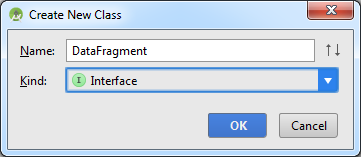 Create New Class
Name: DataFragment
Kind: I Interface
OK Cancel